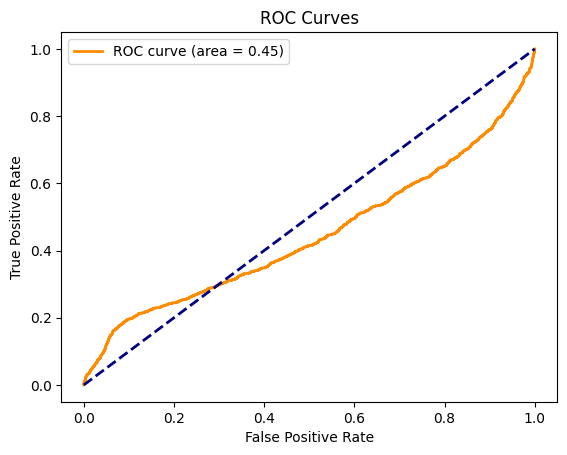 ROC Curves
ROC curve (area = 0.45)
True Positive Rate
1.0
0.8
0.6
0.4
0.2
0.0
0.0 0.2 0.4 0.6 0.8 1.0
False Positive Rate